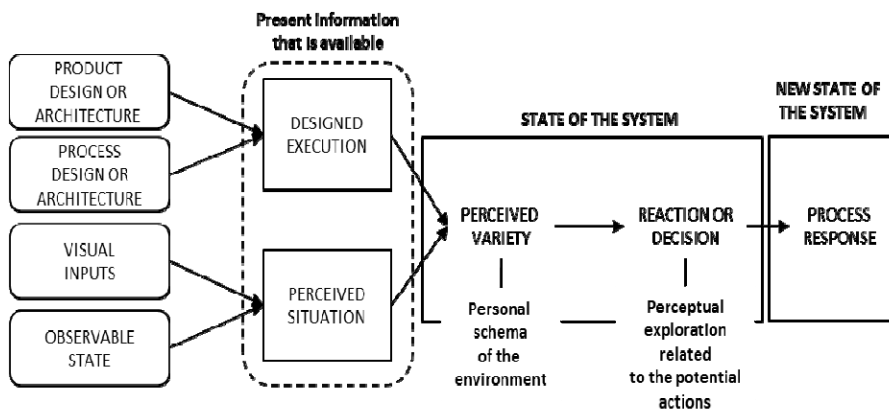 Present information
that is available
PRODUCT
DESIGN OR
ARCHITECTURE
PROCESS
DESIGN OR
ARCHITECTURE
VISUAL
INPUTS
OBSERVABLE
STATE
DESIGNED
EXECUTION
PERCEIVED
SITUATION
STATE OF THE SYSTEM
PERCEIVED
VARIETY
Personal
schema
of the
environment
REACTION OR
DECISION
Perceptual
exploration
related
to the potential
actions
NEW STATE OF
THE SYSTEM
PROCESS
RESPONSE